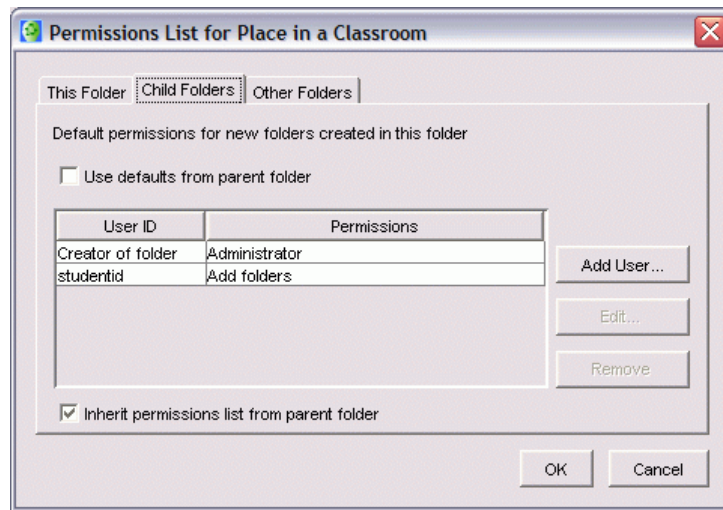 Permissions List for Place in a Classroom
This Folder Child Folders Other Folders
Default permissions for new folders created in this folder
Use defaults from parent folder
User ID Permissions
Creator of folder Administrator
studentid Add folders
Add User...
Edit...
Remove
Inherit permissions list from parent folder
OK Cancel